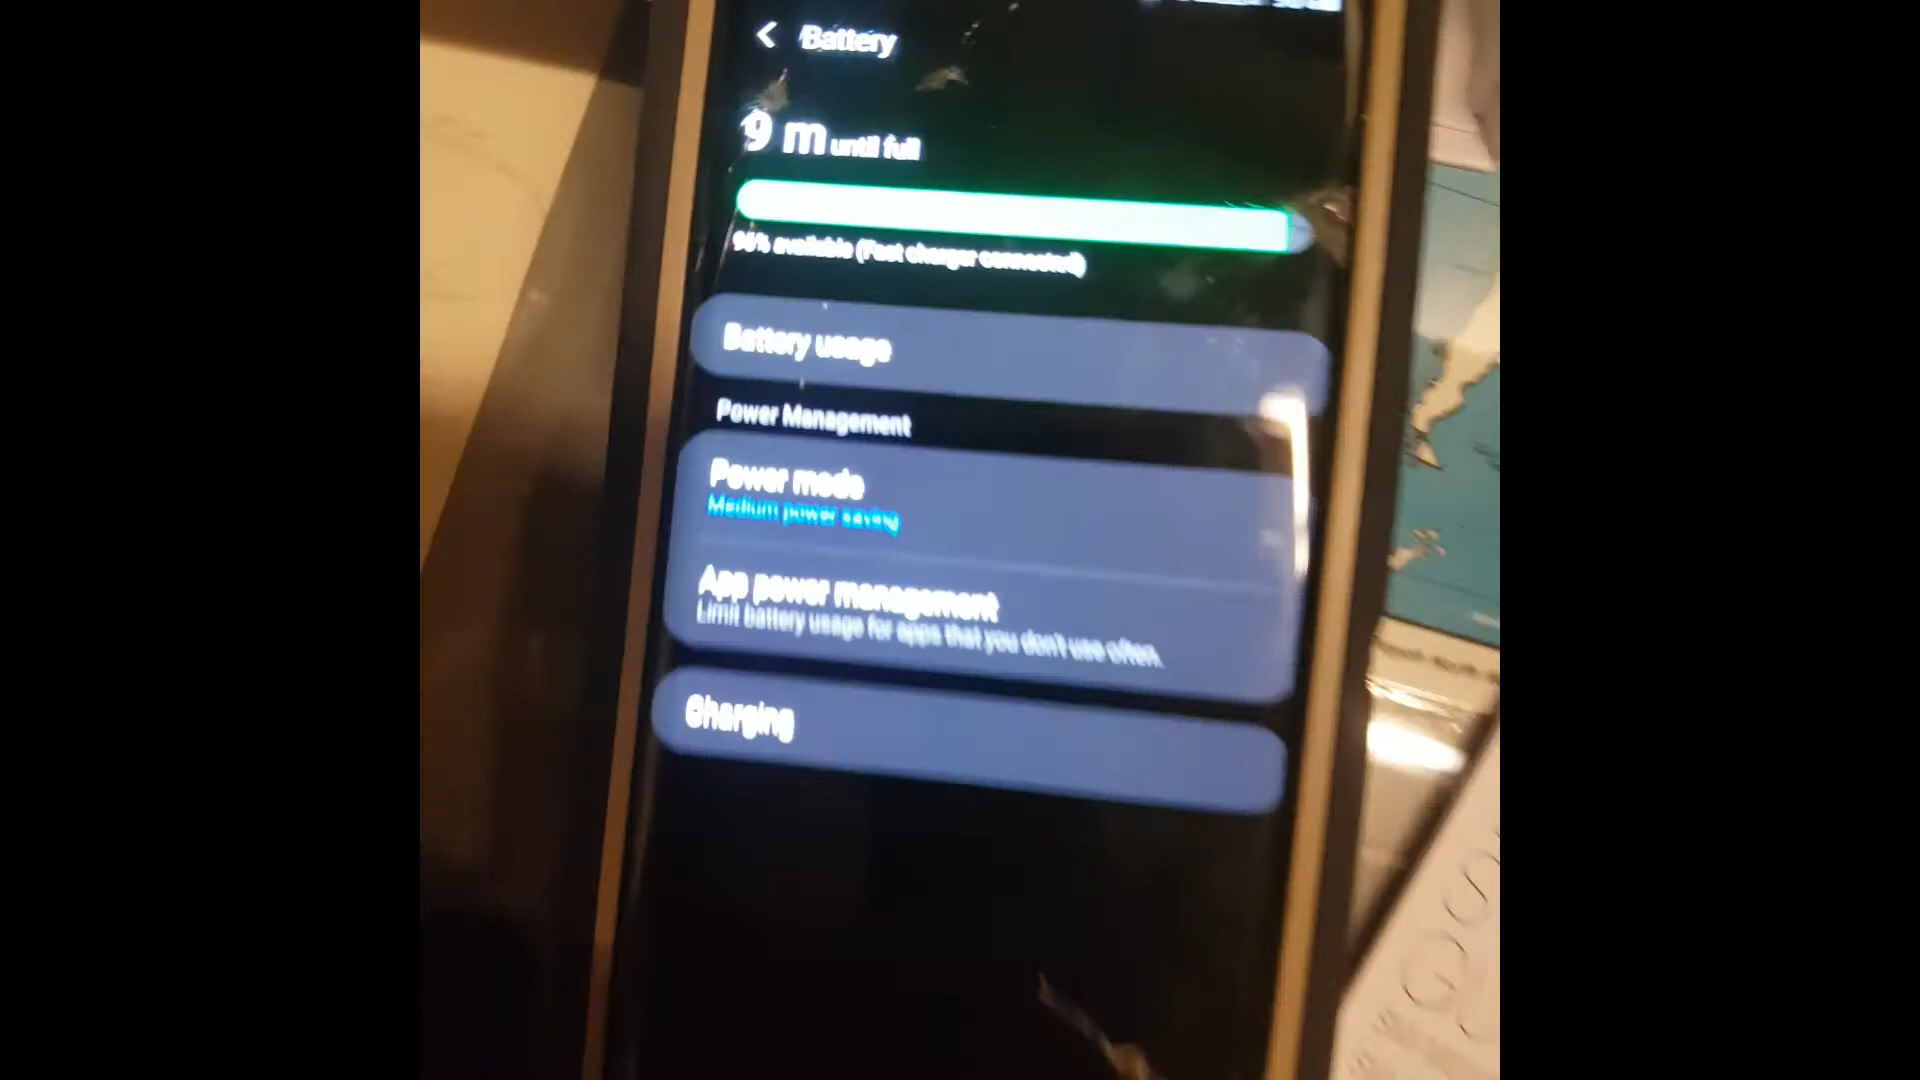 Battery
9 m until full
96% available (Fast charger connected)
Battery usage
Power Management
Power mode
Medium power saving
App power management
Limit battery usage for apps that you don't use often.
Charging